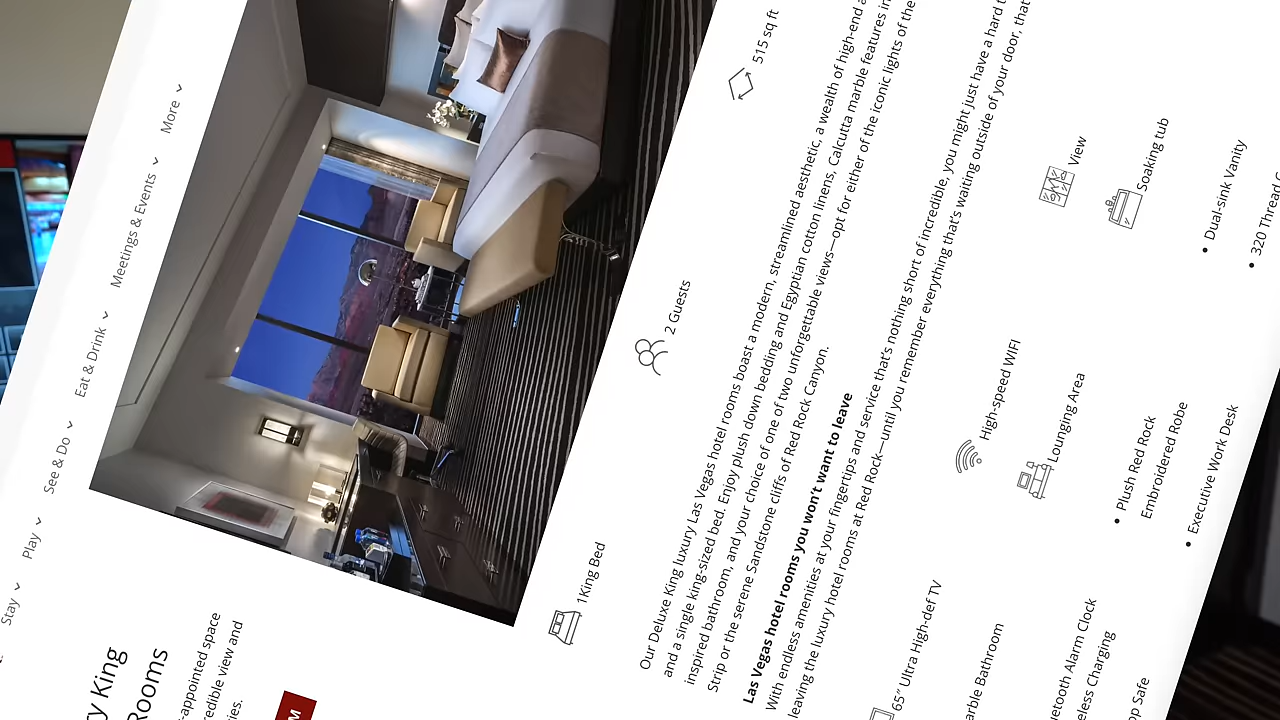 Stay
Play
See & Do
Eat & Drink
Meetings & Events
More
King
Rooms
space
view and
1King Bed
2 Guests
515 sq ft
Our Deluxe King luxury Las Vegas hotel rooms boast a modern, streamlined aesthetic, a wealth of high-end
and a single king-sized bed. Enjoy plush down bedding and Egyptian cotton linens, Calcutta marble features in
inspired bathroom, and your choice of one of two unforgettable views—opt for either of the iconic lights of the
Strip or the serene Sandstone cliffs of Red Rock Canyon.
Las Vegas hotel rooms you won't want to leave
With endless amenities at your fingertips and service that's nothing short of incredible, you might just have a hard
leaving the luxury hotel rooms at Red Rock—until you remember everything that's waiting outside of your door, that
65" Ultra High-def TV
High-speed WIFI
View
Bathroom
Lounging Area
Soaking tub
Alarm Clock
Charging
Safe
• Plush Red Rock
Embroidered Robe
• Executive Work Desk
• Dual-sink Vanity
• 320 Thread